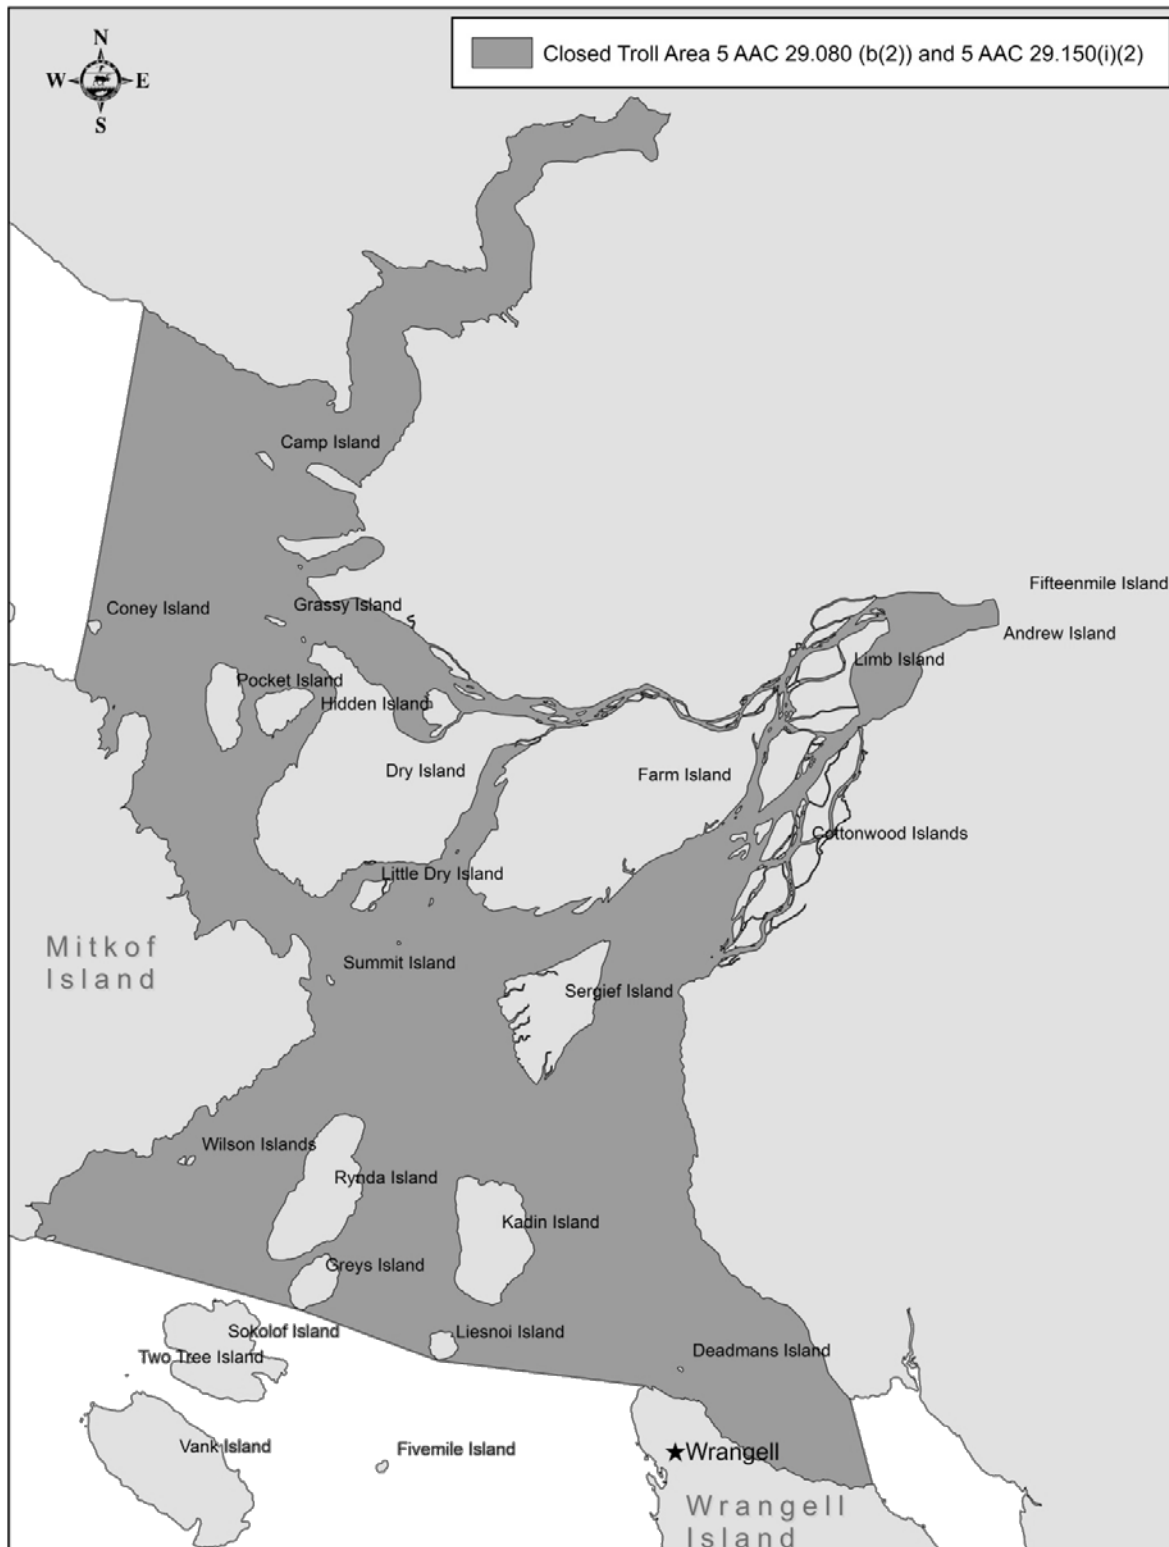 N
W E
S
Closed Troll Area 5 AAC 29.080 (b(2)) and 5 AAC 29.150(i)(2)
Camp Island
Fifteenmile Island
Coney Island
Grassy Island
Andrew Island
Limb Island
Pocket Island
Hidden Island
Dry Island
Farm Island
Cottonwood Islands
Little Dry Island
Mitkof
Island
Summit Island
Sergief Island
Wilson Islands
Rynda Island
Kadin Island
Greys Island
Sokolof Island
Liesnoi Island
Two Tree Island
Deadmans Island
Vank Island
Fivemile Island
★Wrangell
Wrangell
Island